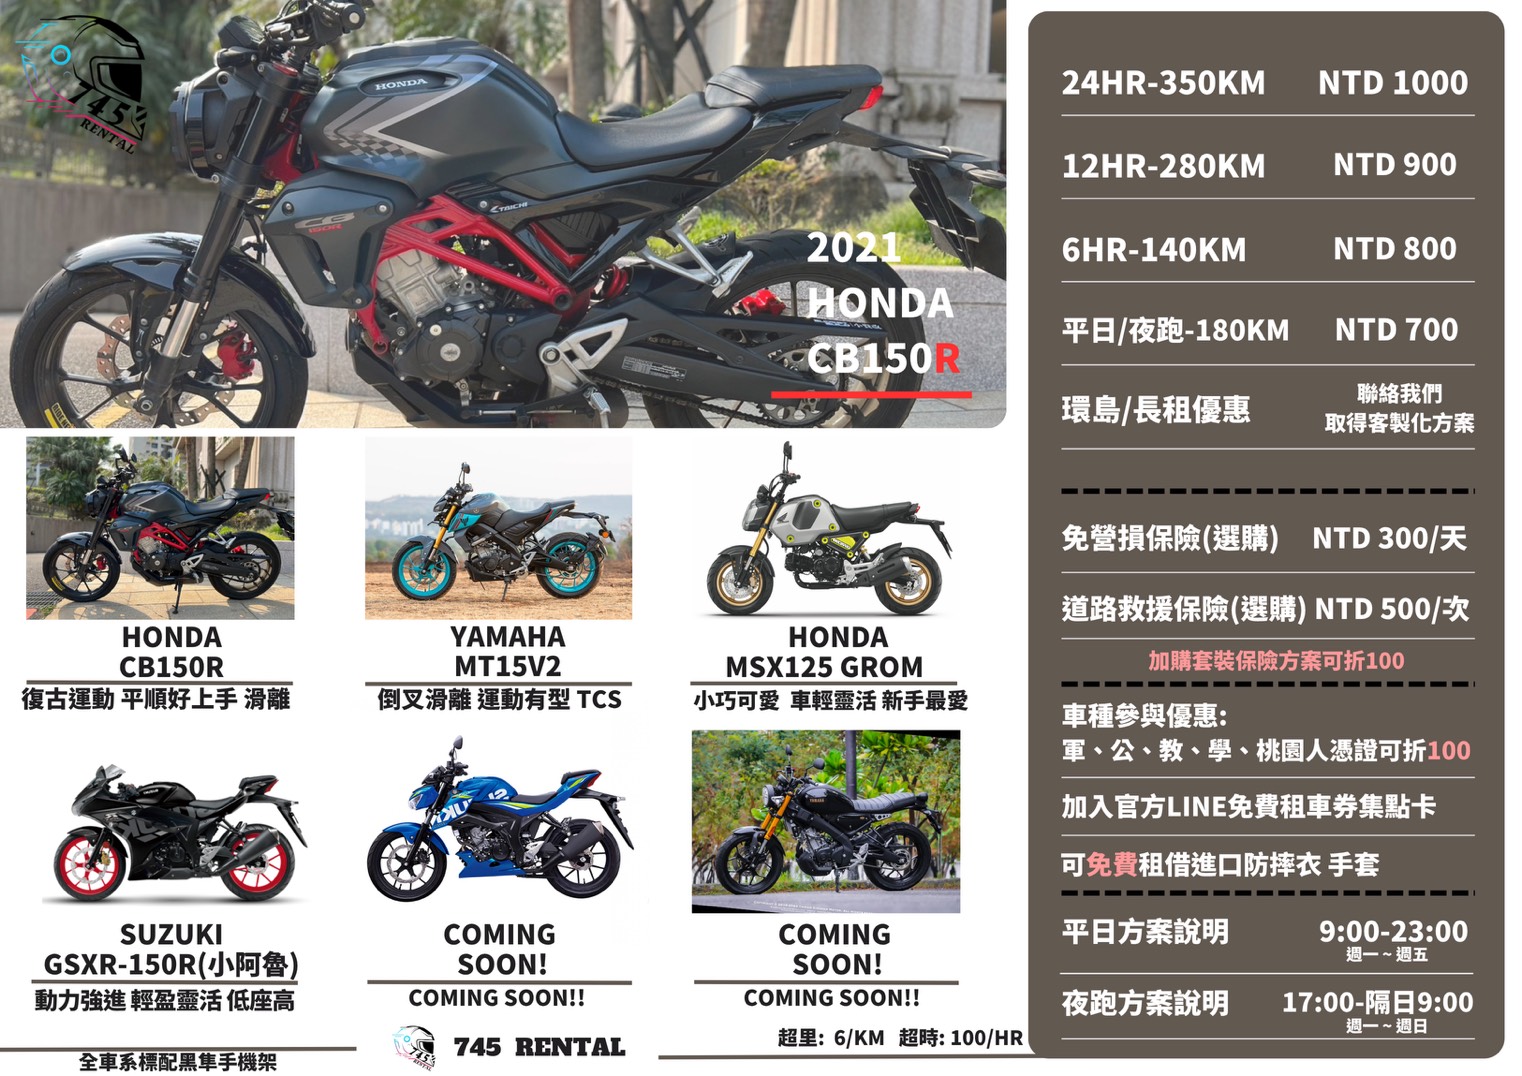 745
RENTAL
HONDA
CB
150R
TAICHI
2021
HONDA
CB150R
HONDA
CB150R
復古運動 平順好上手 滑離
YAMAHA
MT15V2
倒叉滑離 運動有型 TCS
HONDA
MSX125 GROM
小巧可愛 車輕靈活 新手最愛
SUZUKI
GSXR-150R(小阿魯)
動力強進 輕盈靈活 低座高
COMING
SOON!
COMING SOON!!
COMING
SOON!
COMING SOON!!
全車系標配黑隼手機架
745
RENTAL
745 RENTAL
超里: 6/KM 超時: 100/HR
24HR-350KM NTD 1000
12HR-280KM NTD 900
6HR-140KM NTD 800
平日/夜跑-180KM NTD 700
環島/長租優惠 聯絡我們
取得客製化方案
免營損保險(選購) NTD 300/天
道路救援保險(選購) NTD 500/次
加購套裝保險方案可折100
車種參與優惠:
軍、公、教、學、桃園人憑證可折100
加入官方LINE免費租車券集點卡
可免費租借進口防摔衣 手套
平日方案說明 9:00-23:00
週一 ~ 週五
夜跑方案說明 17:00-隔日9:00
週一 ~ 週日